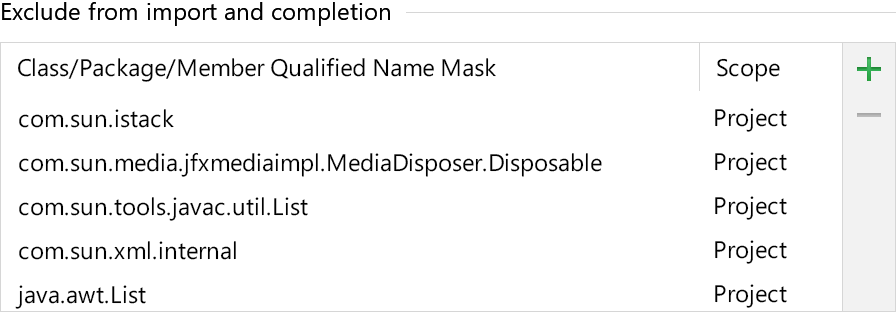 Exclude from import and completion
Class/Package/Member Qualified Name Mask Scope
com.sun.istack Project
com.sun.media.jfxmediaimpl.MediaDisposer.Disposable Project
com.sun.tools.javac.util.List Project
com.sun.xml.internal Project
java.awt.List Project